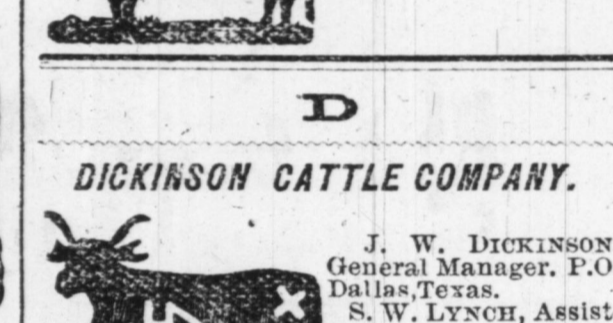 D
DICKINSON CATTLE COMPANY.
J. W. DICKINSON
General Manager. P.O
Dallas, Texas.
S. W. LYNCH, Assist